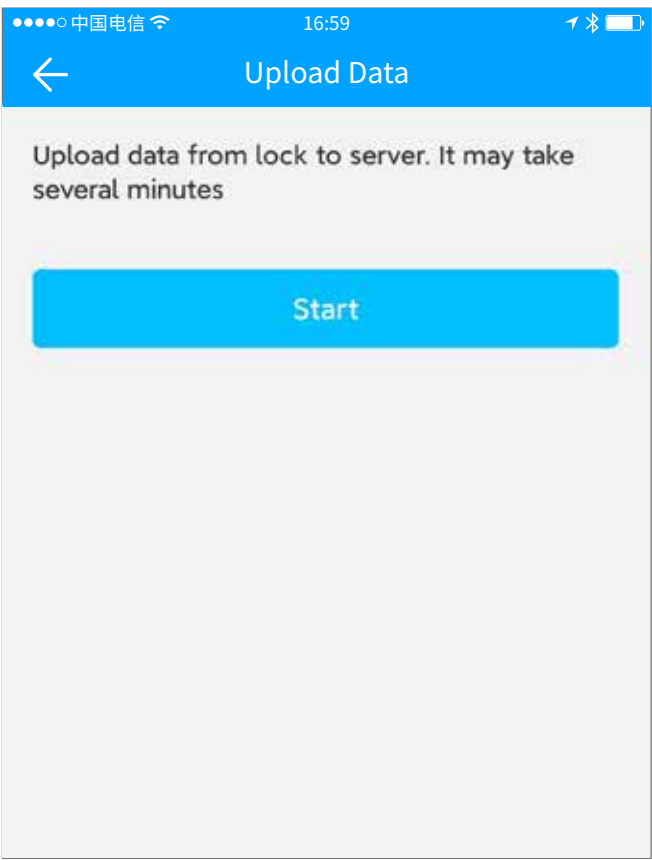 中国电信 16:59
Upload Data
Upload data from lock to server. It may take
several minutes
Start